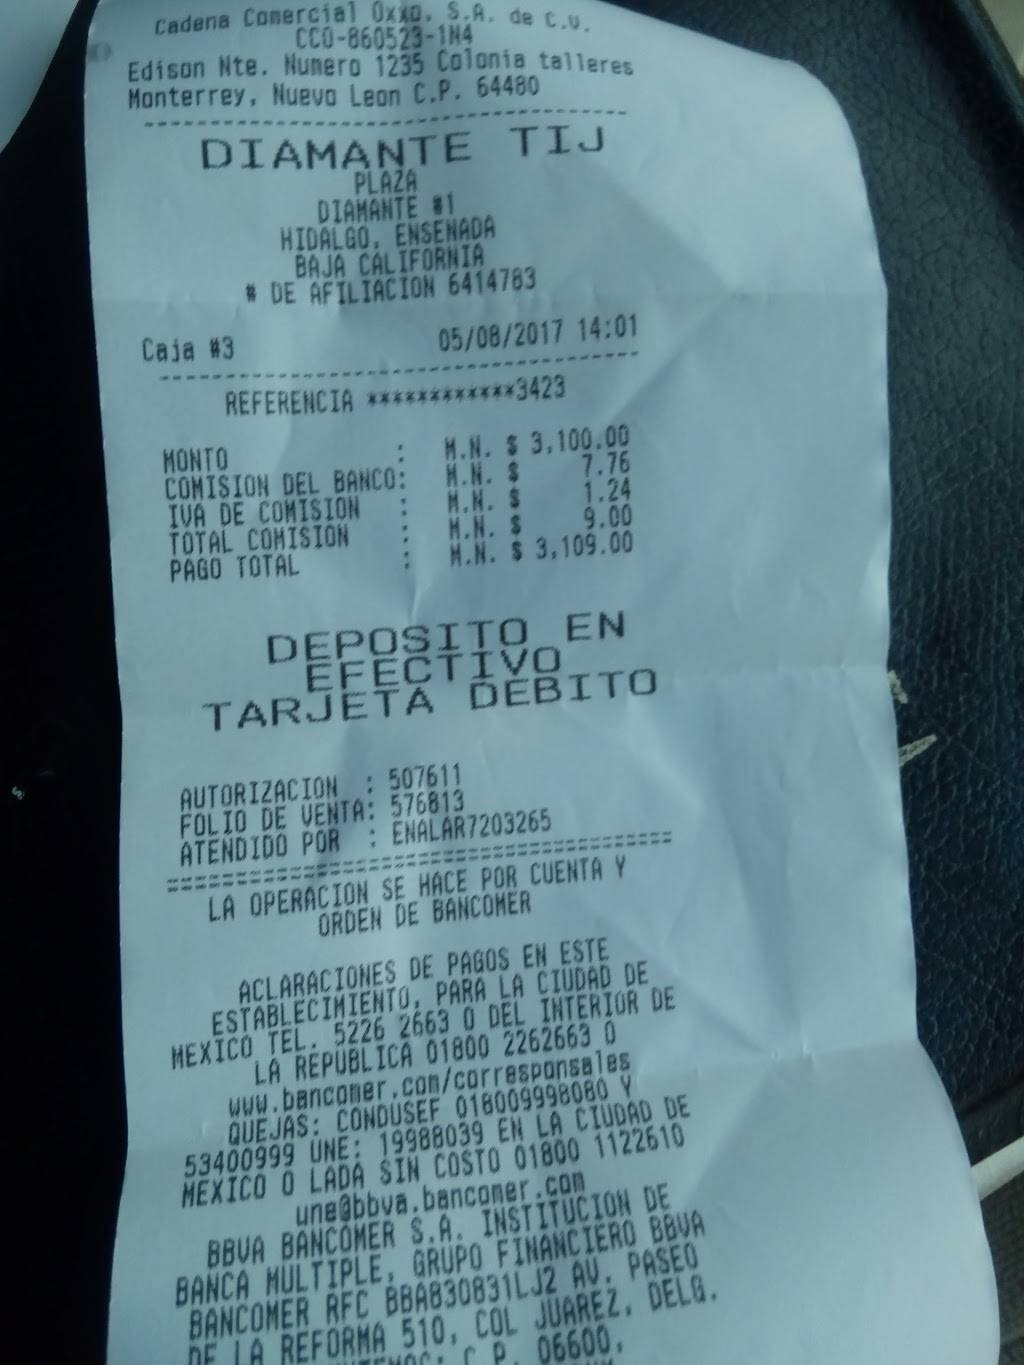 Cadena Comercial Oxxo, S.A. de C.V.
CCO-860523-1N4
Edison Nte. Numero 1235 Colonia talleres
Monterrey, Nuevo Leon C.P. 64480
DIAMANTE TIJ
PLAZA
DIAMANTE #1
HIDALGO, ENSENADA
BAJA CALIFORNIA
# DE AFILIACION 6414783
Caja #3 05/08/2017 14:01
REFERENCIA ************3423
MONTO : M.N. $ 3,100.00
COMISION DEL BANCO: M.N. $ 7.76
IVA DE COMISION : M.N. $ 1.24
TOTAL COMISION : M.N. $ 9.00
PAGO TOTAL : M.N. $ 3,109.00
DEPOSITO EN
EFECTIVO
TARJETA DEBITO
AUTORIZACION : 507611
FOLIO DE VENTA: 576813
ATENDIDO POR : ENALAR7203265
LA OPERACION SE HACE POR CUENTA Y
ORDEN DE BANCOMER
ACLARACIONES DE PAGOS EN ESTE
ESTABLECIMIENTO, PARA LA CIUDAD DE
MEXICO TEL. 5226 2663 O DEL INTERIOR DE
LA REPUBLICA 01800 2262663 O
www.bancomer.com/corresponsales
QUEJAS: CONDUSEF 018009998080 Y
53400999 UNE: 19988039 EN LA CIUDAD DE
MEXICO O LADA SIN COSTO 01800 1122610
une@bbva.bancomer.com
BBVA BANCOMER S.A. INSTITUCION DE
BANCA MULTIPLE, GRUPO FINANCIERO BBVA
BANCOMER RFC BBA830831LJ2 AV. PASEO
DE LA REFORMA 510, COL JUAREZ, DELG.
C.P. 06600,